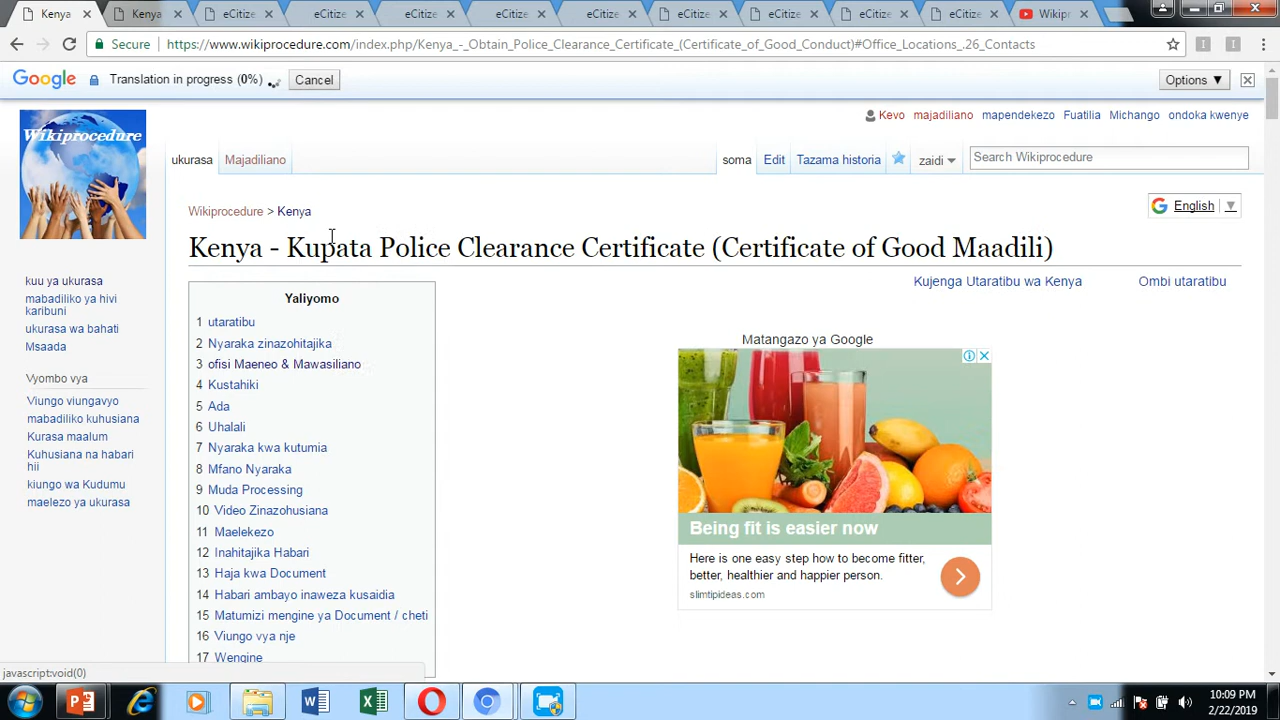 Kenya
Kenya
eCitize
eCitize
eCitize
eCitize
eCitize
eCitize
eCitize
eCitize
eCitize
Wikipr
Secure
https://www.wikiprocedure.com/index.php/Kenya_-_Obtain_Police_Clearance_Certificate_(Certificate_of_Good_Conduct)#Office_Locations_.26_Contacts
Google Translation in progress (0%) Cancel Options ▼
Wikiprocedure
Kevo majadiliano mapendekezo Fuatilia Michango ondoka kwenye
ukurasa Majadiliano soma Edit Tazama historia zaidi Search Wikiprocedure
Wikiprocedure > Kenya
English ▼
Kenya - Kupata Police Clearance Certificate (Certificate of Good Maadili)
Kujenga Utaratibu wa Kenya Ombi utaratibu
kuu ya ukurasa
mabadiliko ya hivi
karibuni
ukurasa wa bahati
Msaada
Vyombo vya
Viungo viungavyo
mabadiliko kuhusiana
Kurasa maalum
Kuhusiana na habari
hii
kiungo wa Kudumu
maelezo ya ukurasa
Yaliyomo
1 utaratibu
2 Nyaraka zinazohitajika
3 ofisi Maeneo & Mawasiliano
4 Kustahiki
5 Ada
6 Uhalali
7 Nyaraka kwa kutumia
8 Mfano Nyaraka
9 Muda Processing
10 Video Zinazohusiana
11 Maelekezo
12 Inahitajika Habari
13 Haja kwa Document
14 Habari ambayo inaweza kusaidia
15 Matumizi mengine ya Document / cheti
16 Viungo vya nje
17 Wengine
Matangazo ya Google
Being fit is easier now
Here is one easy step how to become fitter,
better, healthier and happier person.
slimtipideas.com
javascript:void(0)
10:09 PM
2/22/2019